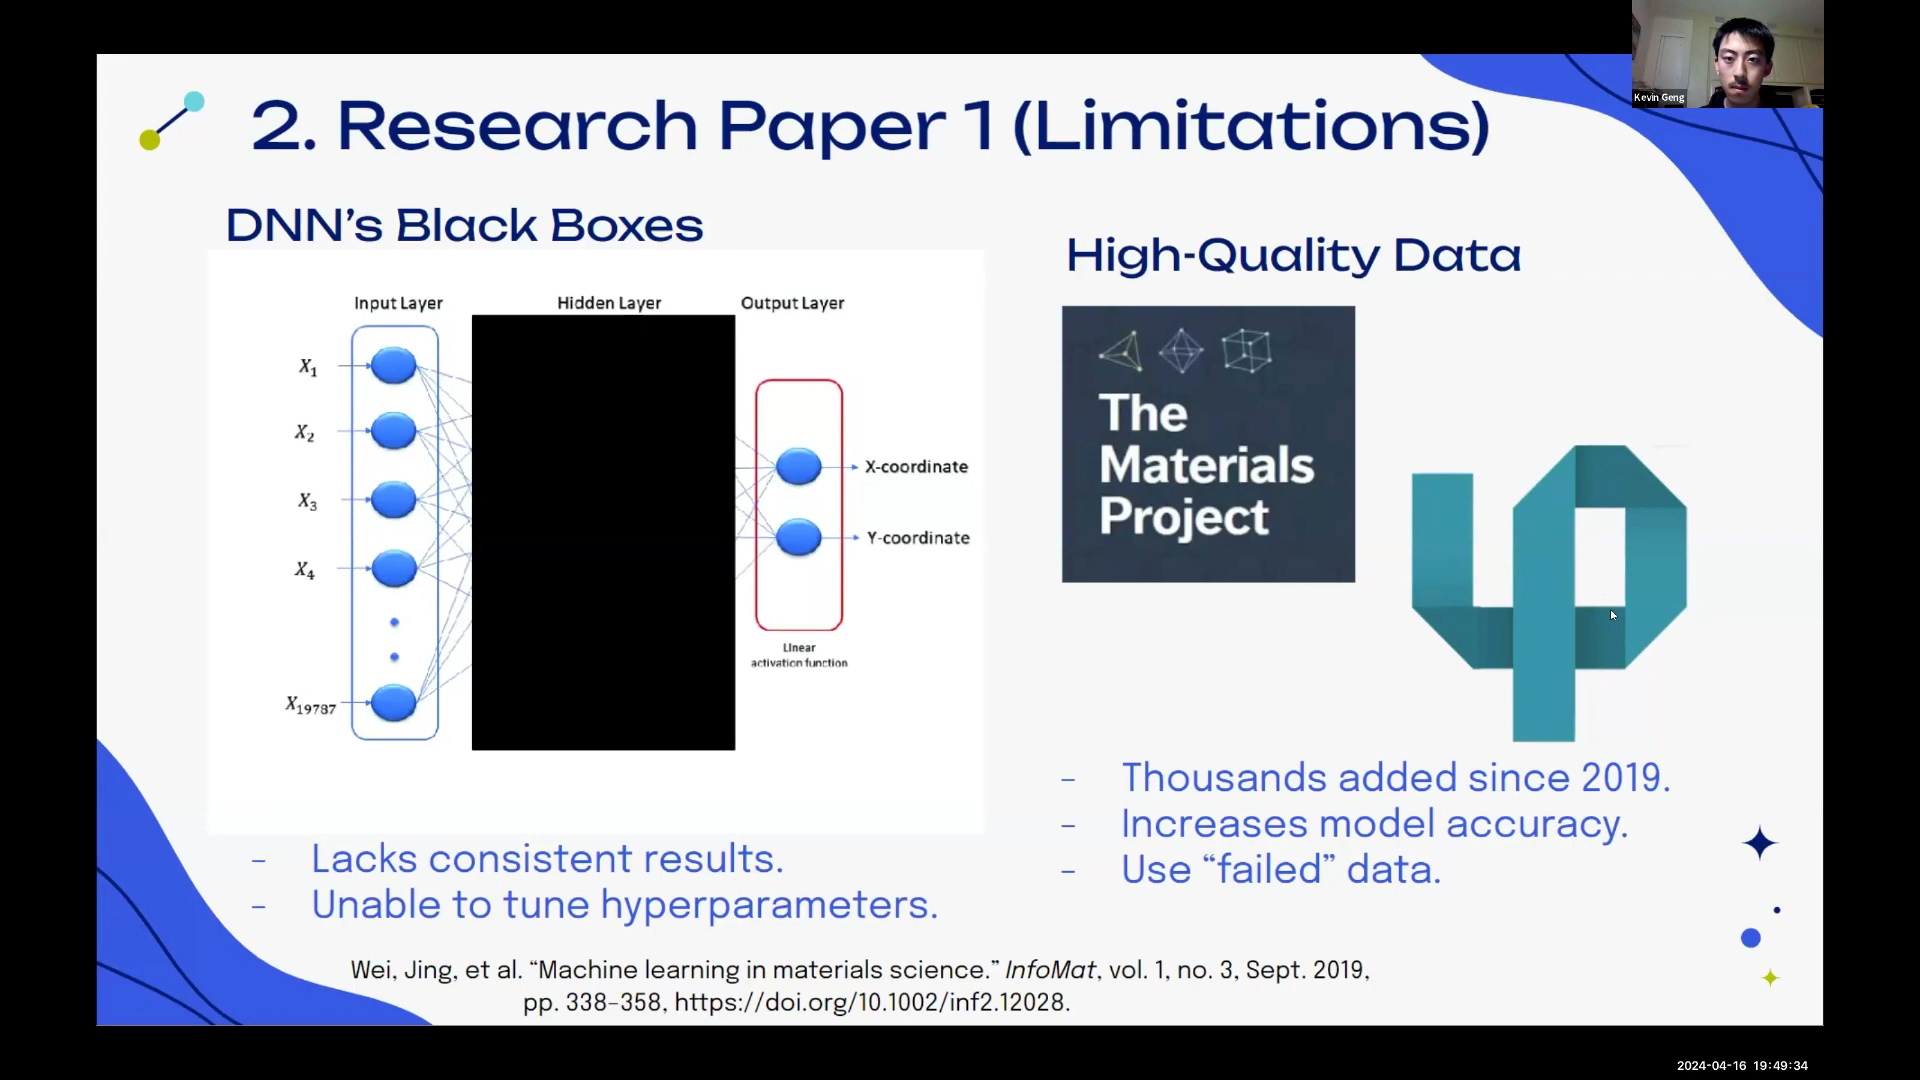 Kevin Geng
2. Research Paper 1 (Limitations)
DNN's Black Boxes
Input Layer
Hidden Layer
Output Layer
X1
X2
X3
X4
X19787
X-coordinate
Y-coordinate
Linear
activation function
- Lacks consistent results.
- Unable to tune hyperparameters.
High-Quality Data
The
Materials
Project
- Thousands added since 2019.
- Increases model accuracy.
- Use “failed” data.
Wei, Jing, et al. “Machine learning in materials science.” InfoMat, vol. 1, no. 3, Sept. 2019,
pp. 338–358, https://doi.org/10.1002/inf2.12028.
2024-04-16 19:49:34